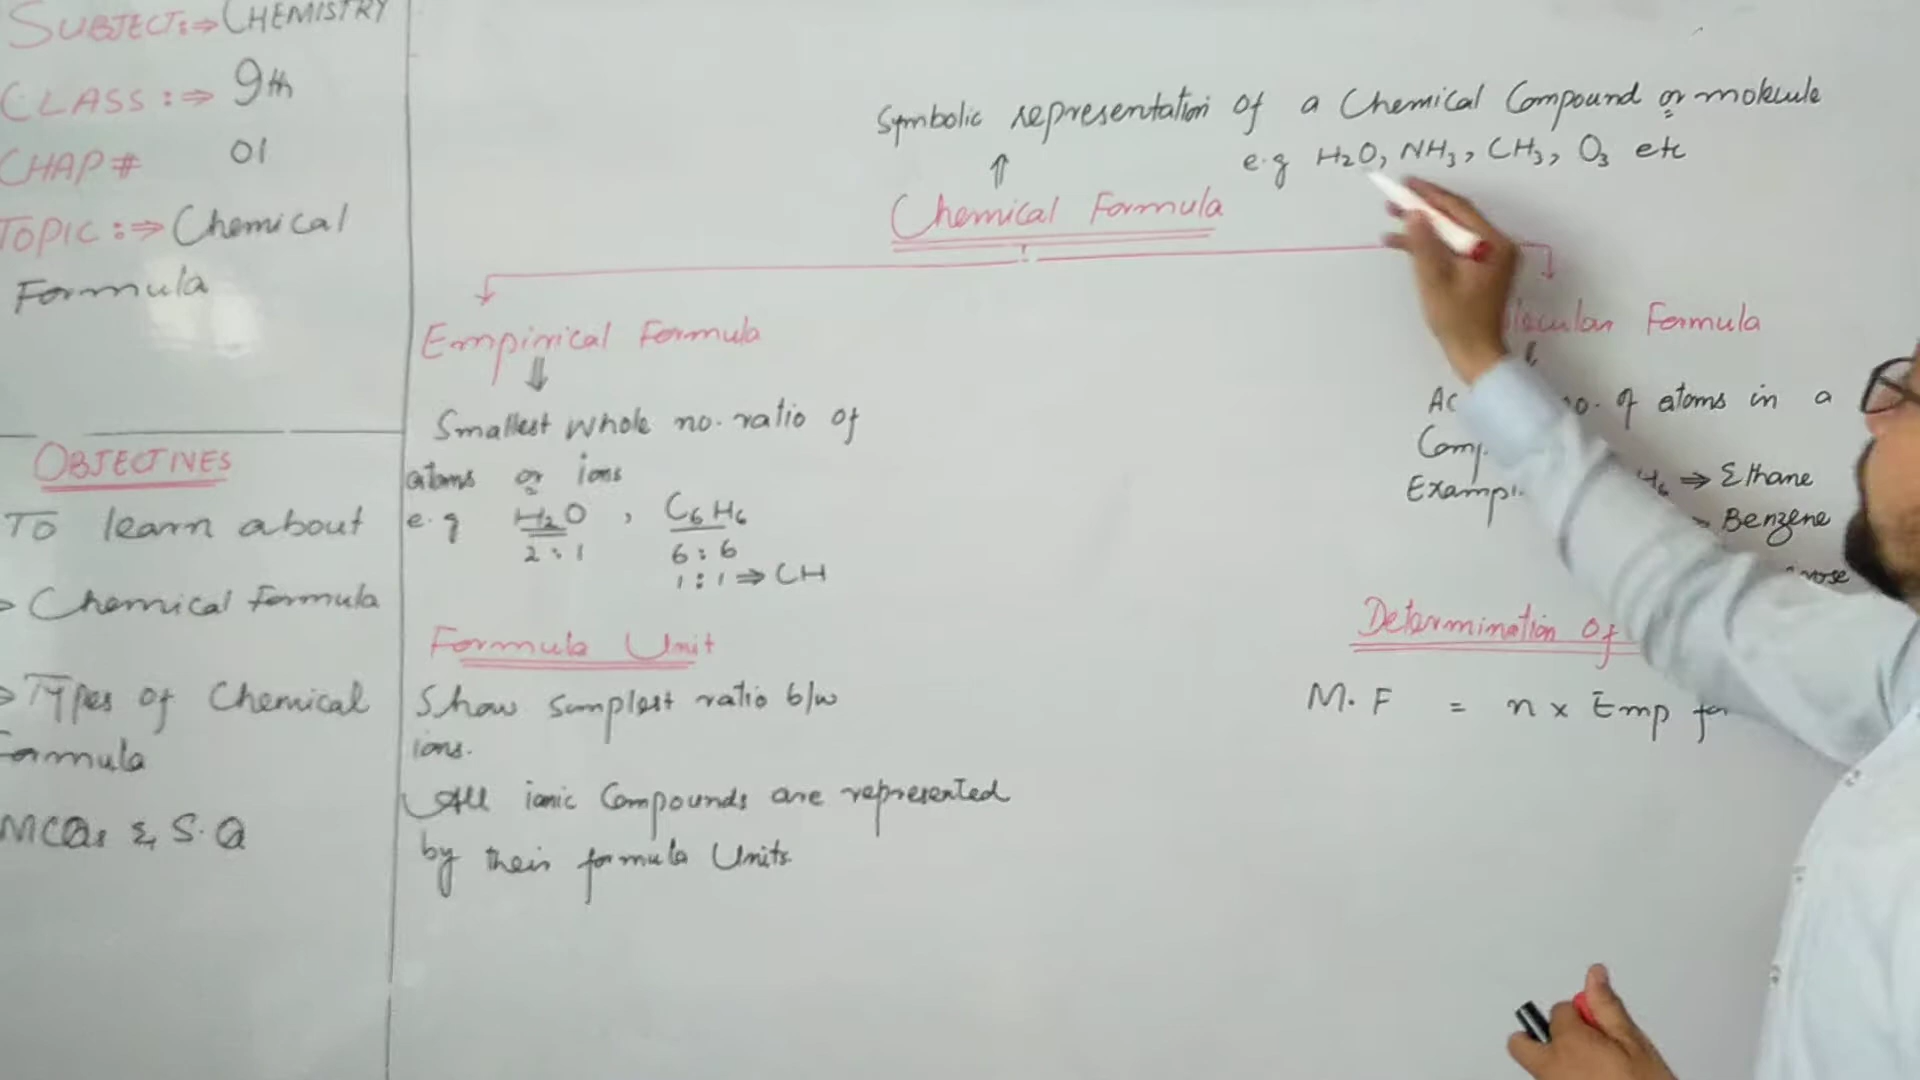 SUBJECT:⇒ CHEMISTRY
CLASS:⇒ 9th
CHAP# 01
TOPIC:⇒ Chemical
Formula
OBJECTIVES
To learn about
Chemical Formula
Types of Chemical
Formula
MCQs & S.Q
Symbolic representation of a Chemical Compound or molecule
e.g H₂O, NH₃, CH₃, O₃ etc
⇑
Chemical Formula
Empirical Formula
⇓
Smallest whole no. ratio of
atoms or ions
e.g H₂O , C₆H₆
2:1 6:6
1:1 ⇒ CH
Formula Unit
Show simplest ratio b/w
ions.
All ionic Compounds are represented
by their formula Units.
Formula
of atoms in a
⇒ Ethane
Benzene
Determination of
M.F = n x Emp for